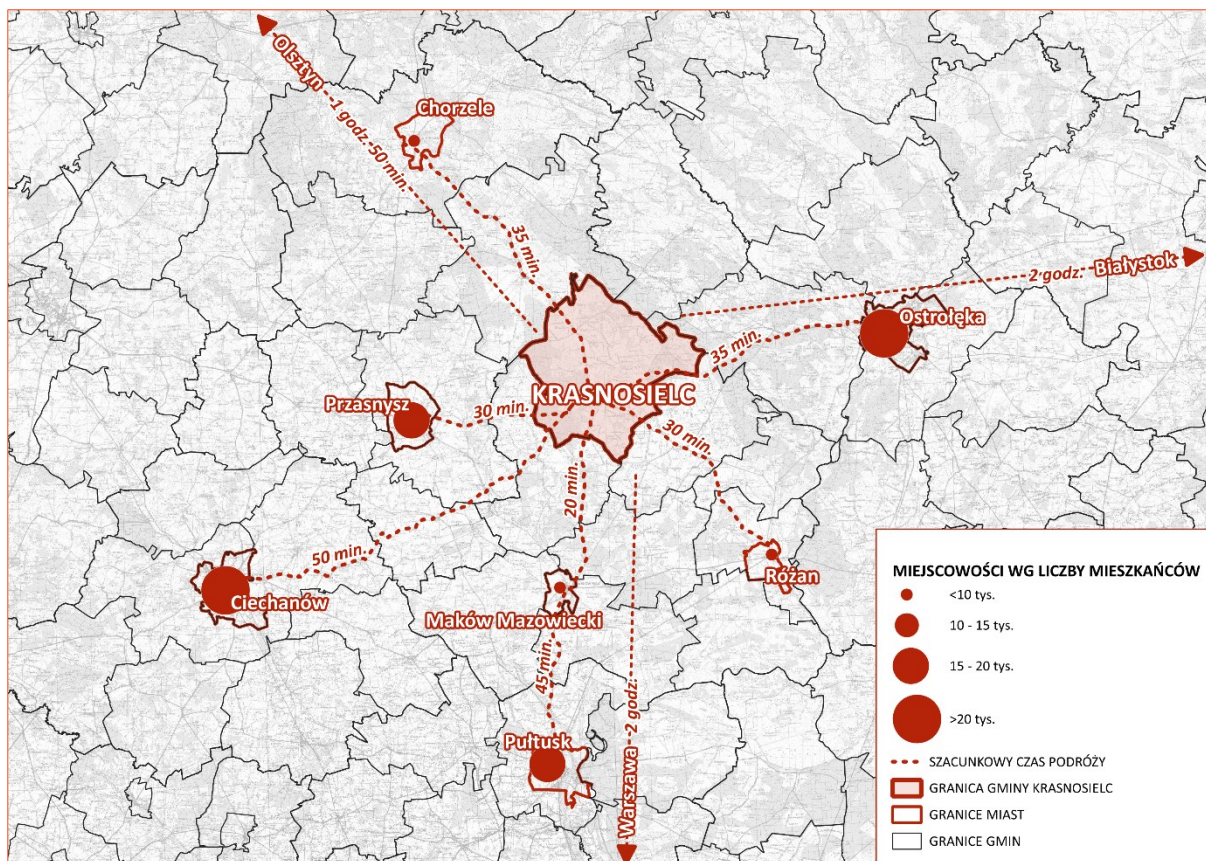 Olsztyn
1 godz. 50 min.
Chorzele
35 min.
2 godz.
Białystok
Ostrołęka
35 min.
KRASNOSIELC
Przasnysz
30 min.
30 min.
20 min.
50 min.
Ciechanów
Różan
Maków Mazowiecki
45 min.
Pułtusk
2 godz.
Warszawa
MIEJSCOWOŚCI WG LICZBY MIESZKAŃCÓW
<10 tys.
10 - 15 tys.
15 - 20 tys.
>20 tys.
SZACUNKOWY CZAS PODRÓŻY
GRANICA GMINY KRASNOSIELC
GRANICE MIAST
GRANICE GMIN